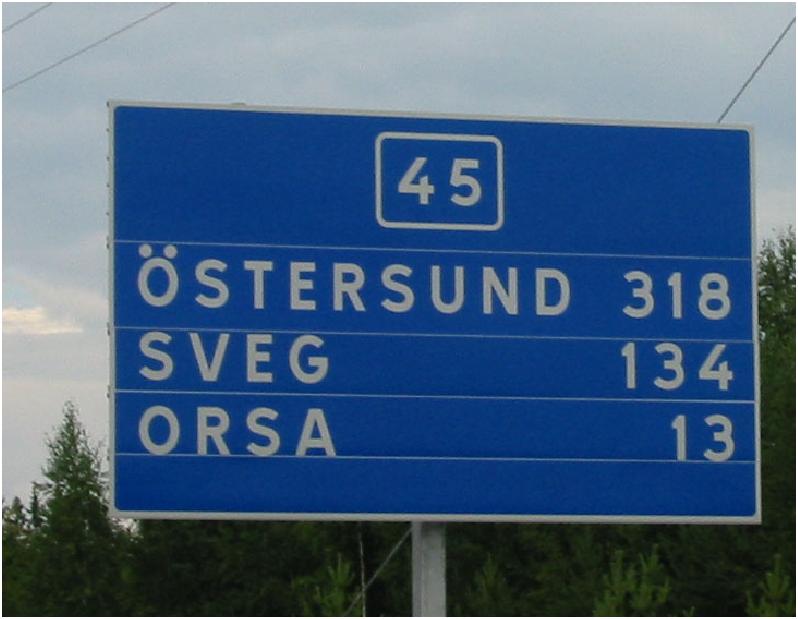 45
ÖSTERSUND 318
SVEG 134
ORSA 13